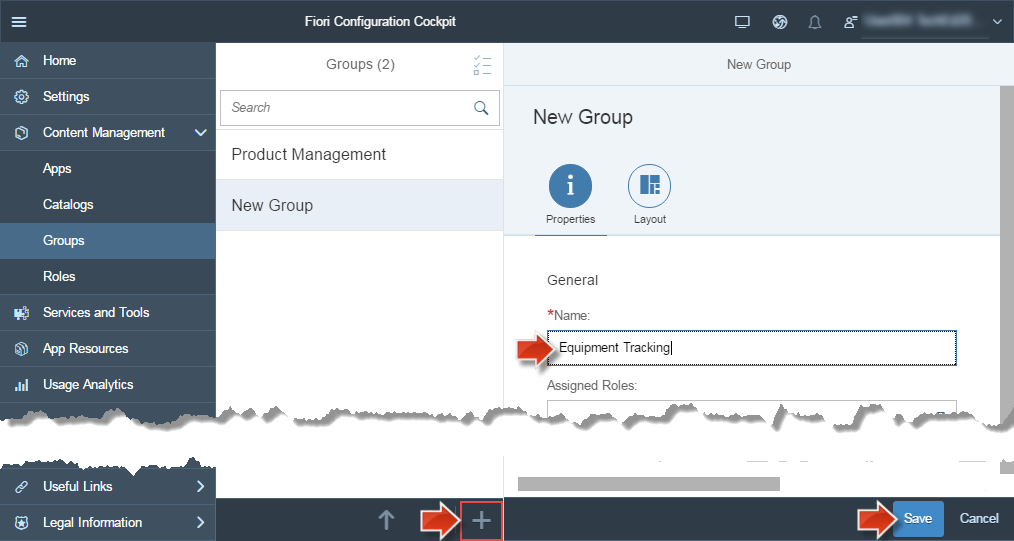 Fiori Configuration Cockpit
Home
Settings
Content Management
Apps
Catalogs
Groups
Roles
Services and Tools
App Resources
Usage Analytics
Useful Links
Legal Information
Groups (2)
Search
Product Management
New Group
New Group
New Group
Properties
Layout
General
*Name:
Equipment Tracking
Assigned Roles:
Save
Cancel